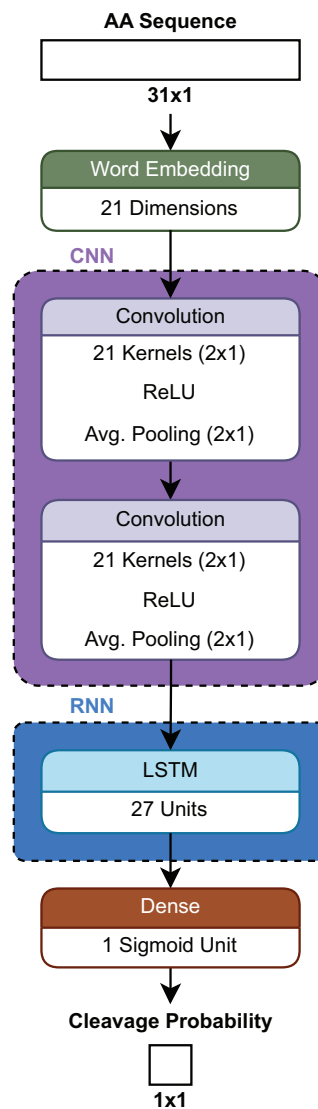 AA Sequence
31x1
Word Embedding
21 Dimensions
CNN
Convolution
21 Kernels (2x1)
ReLU
Avg. Pooling (2x1)
Convolution
21 Kernels (2x1)
ReLU
Avg. Pooling (2x1)
RNN
LSTM
27 Units
Dense
1 Sigmoid Unit
Cleavage Probability
1x1